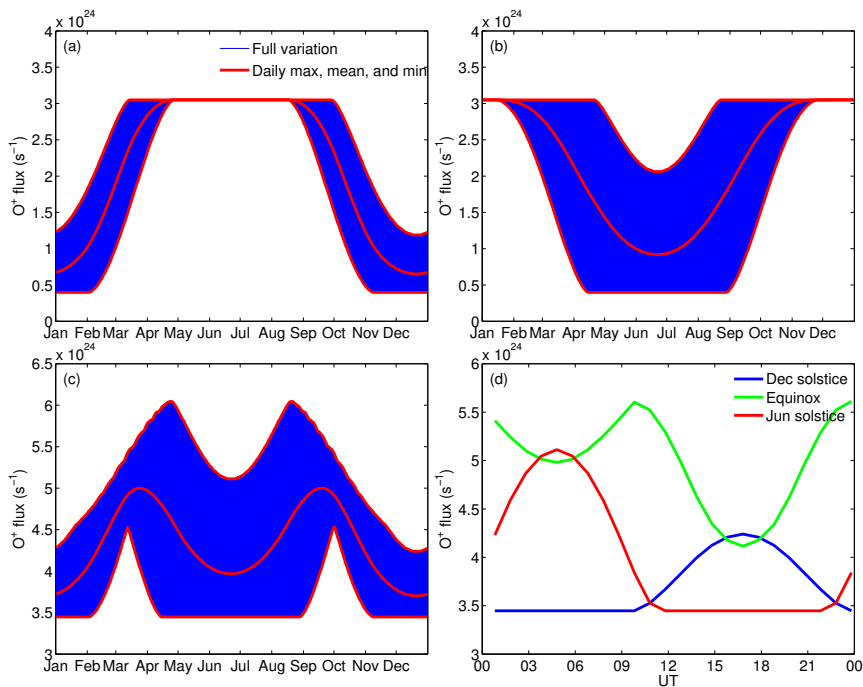 x 10^24
(a)
Full variation
Daily max, mean, and min
O^+ flux (s^−1)
4
3.5
3
2.5
2
1.5
1
0.5
0
Jan Feb Mar Apr May Jun Jul Aug Sep Oct Nov Dec
x 10^24
(b)
O^+ flux (s^−1)
4
3.5
3
2.5
2
1.5
1
0.5
0
Jan Feb Mar Apr May Jun Jul Aug Sep Oct Nov Dec
x 10^24
(c)
O^+ flux (s^−1)
6.5
6
5.5
5
4.5
4
3.5
3
Jan Feb Mar Apr May Jun Jul Aug Sep Oct Nov Dec
x 10^24
(d)
Dec solstice
Equinox
Jun solstice
O^+ flux (s^−1)
6
5.5
5
4.5
4
3.5
3
00 03 06 09 12 15 18 21 00
UT